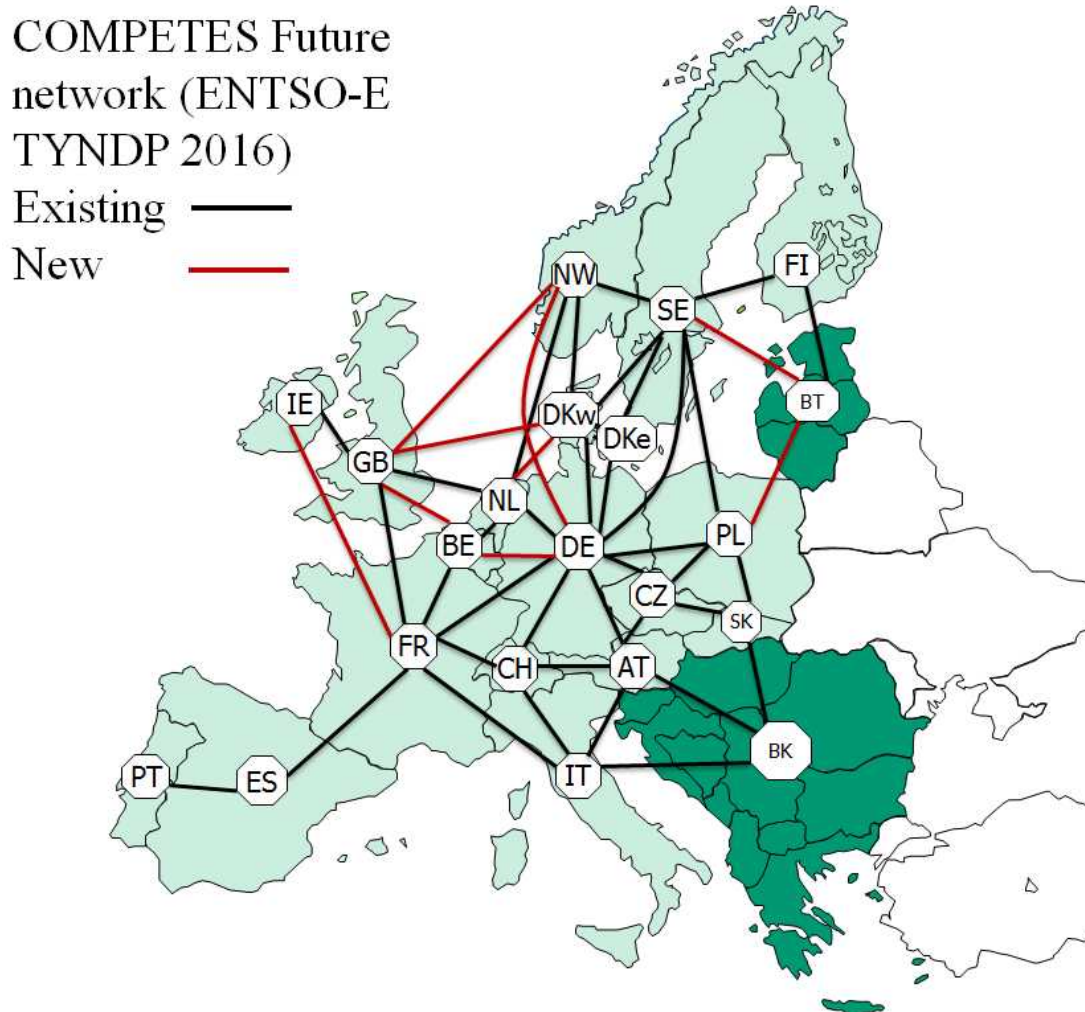 COMPETES Future
network (ENTSO-E
TYNDP 2016)
Existing
New
NW
FI
SE
IE
DKw
BT
DKe
GB
NL
BE
DE
PL
CZ
SK
FR
CH
AT
BK
PT
ES
IT